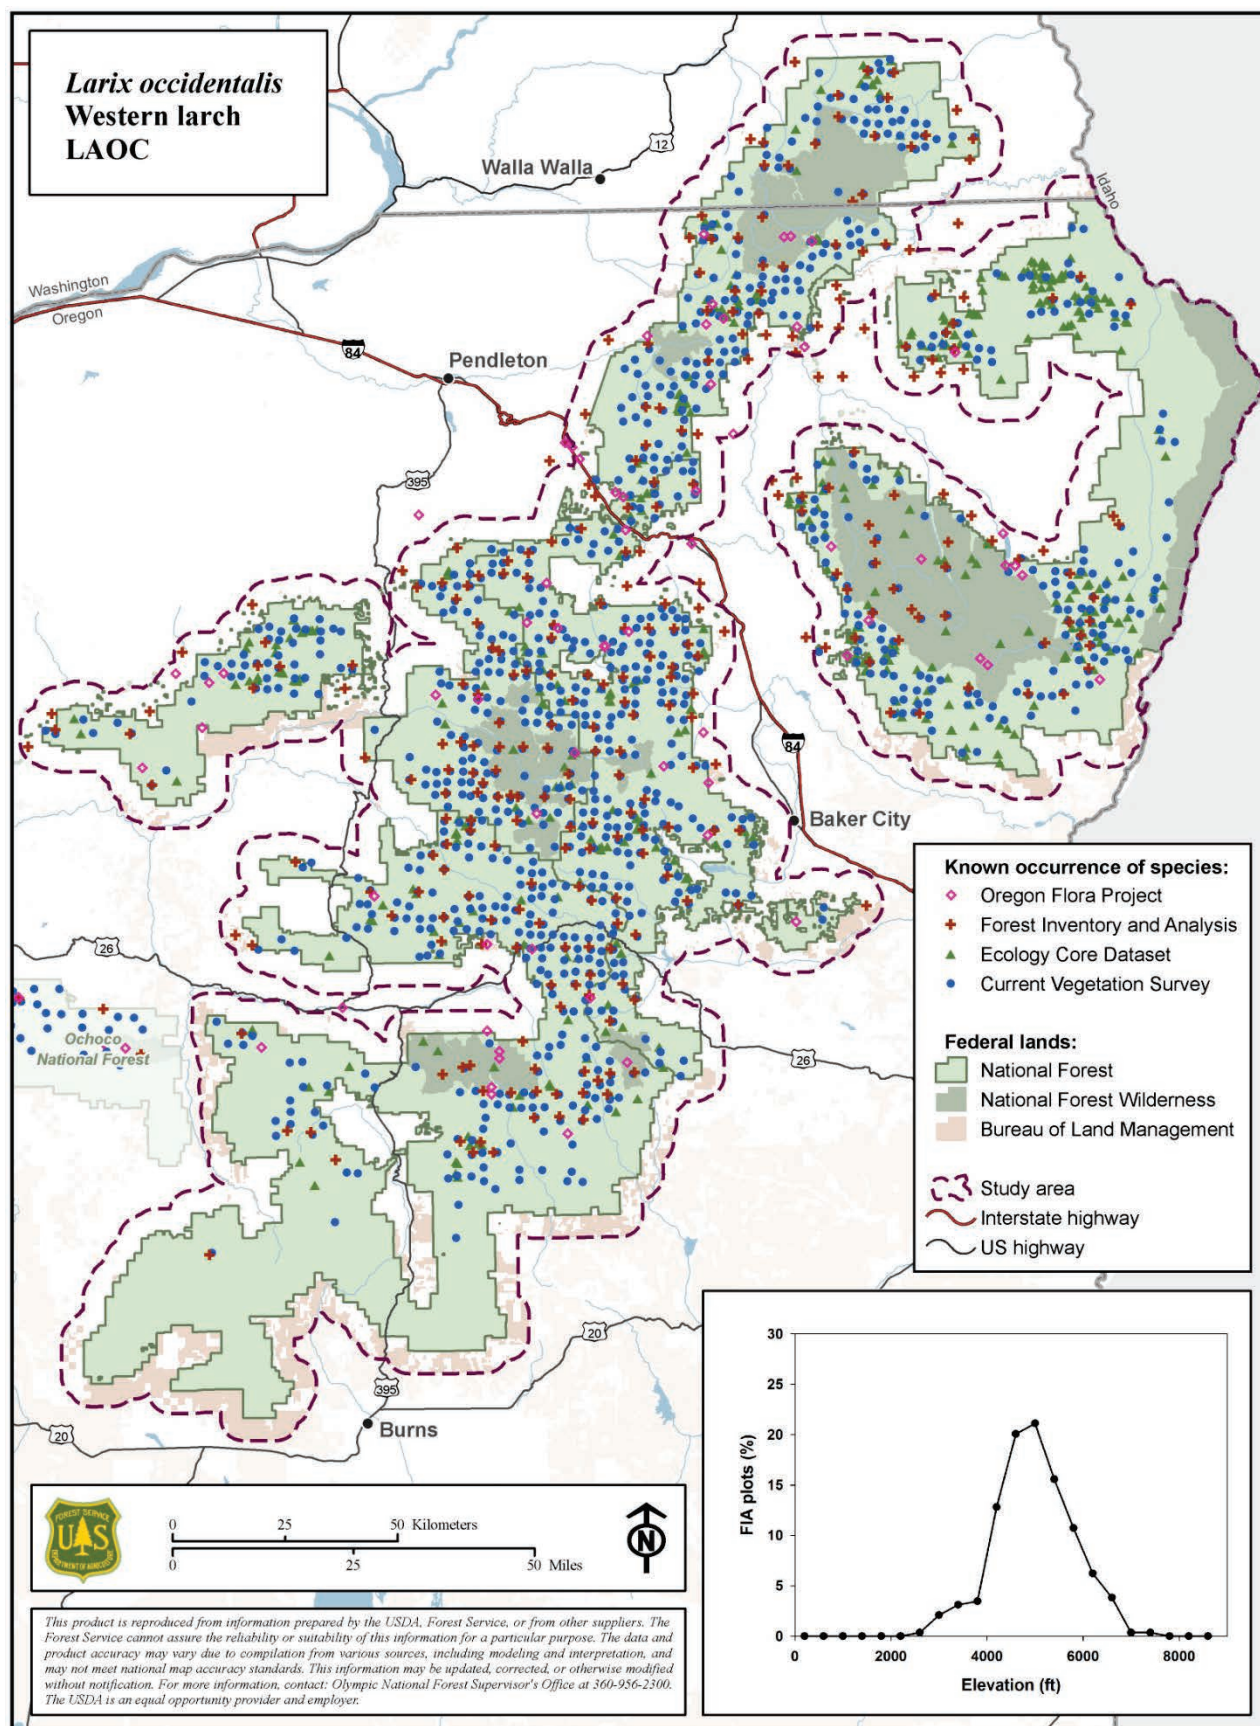 Larix occidentalis
Western larch
LAOC
12
Walla Walla
Idaho
Washington
Oregon
84
Pendleton
395
84
Baker City
26
Ochoco
National Forest
26
20
395
20
Burns
Known occurrence of species:
Oregon Flora Project
Forest Inventory and Analysis
Ecology Core Dataset
Current Vegetation Survey
Federal lands:
National Forest
National Forest Wilderness
Bureau of Land Management
Study area
Interstate highway
US highway
30
25
20
15
10
5
0
FIA plots (%)
0 2000 4000 6000 8000
Elevation (ft)
FOREST SERVICE
U S
DEPARTMENT OF AGRICULTURE
0 25 50 Kilometers
0 25 50 Miles
N
This product is reproduced from information prepared by the USDA, Forest Service, or from other suppliers. The
Forest Service cannot assure the reliability or suitability of this information for a particular purpose. The data and
product accuracy may vary due to compilation from various sources, including modeling and interpretation, and
may not meet national map accuracy standards. This information may be updated, corrected, or otherwise modified
without notification. For more information, contact: Olympic National Forest Supervisor's Office at 360-956-2300.
The USDA is an equal opportunity provider and employer.